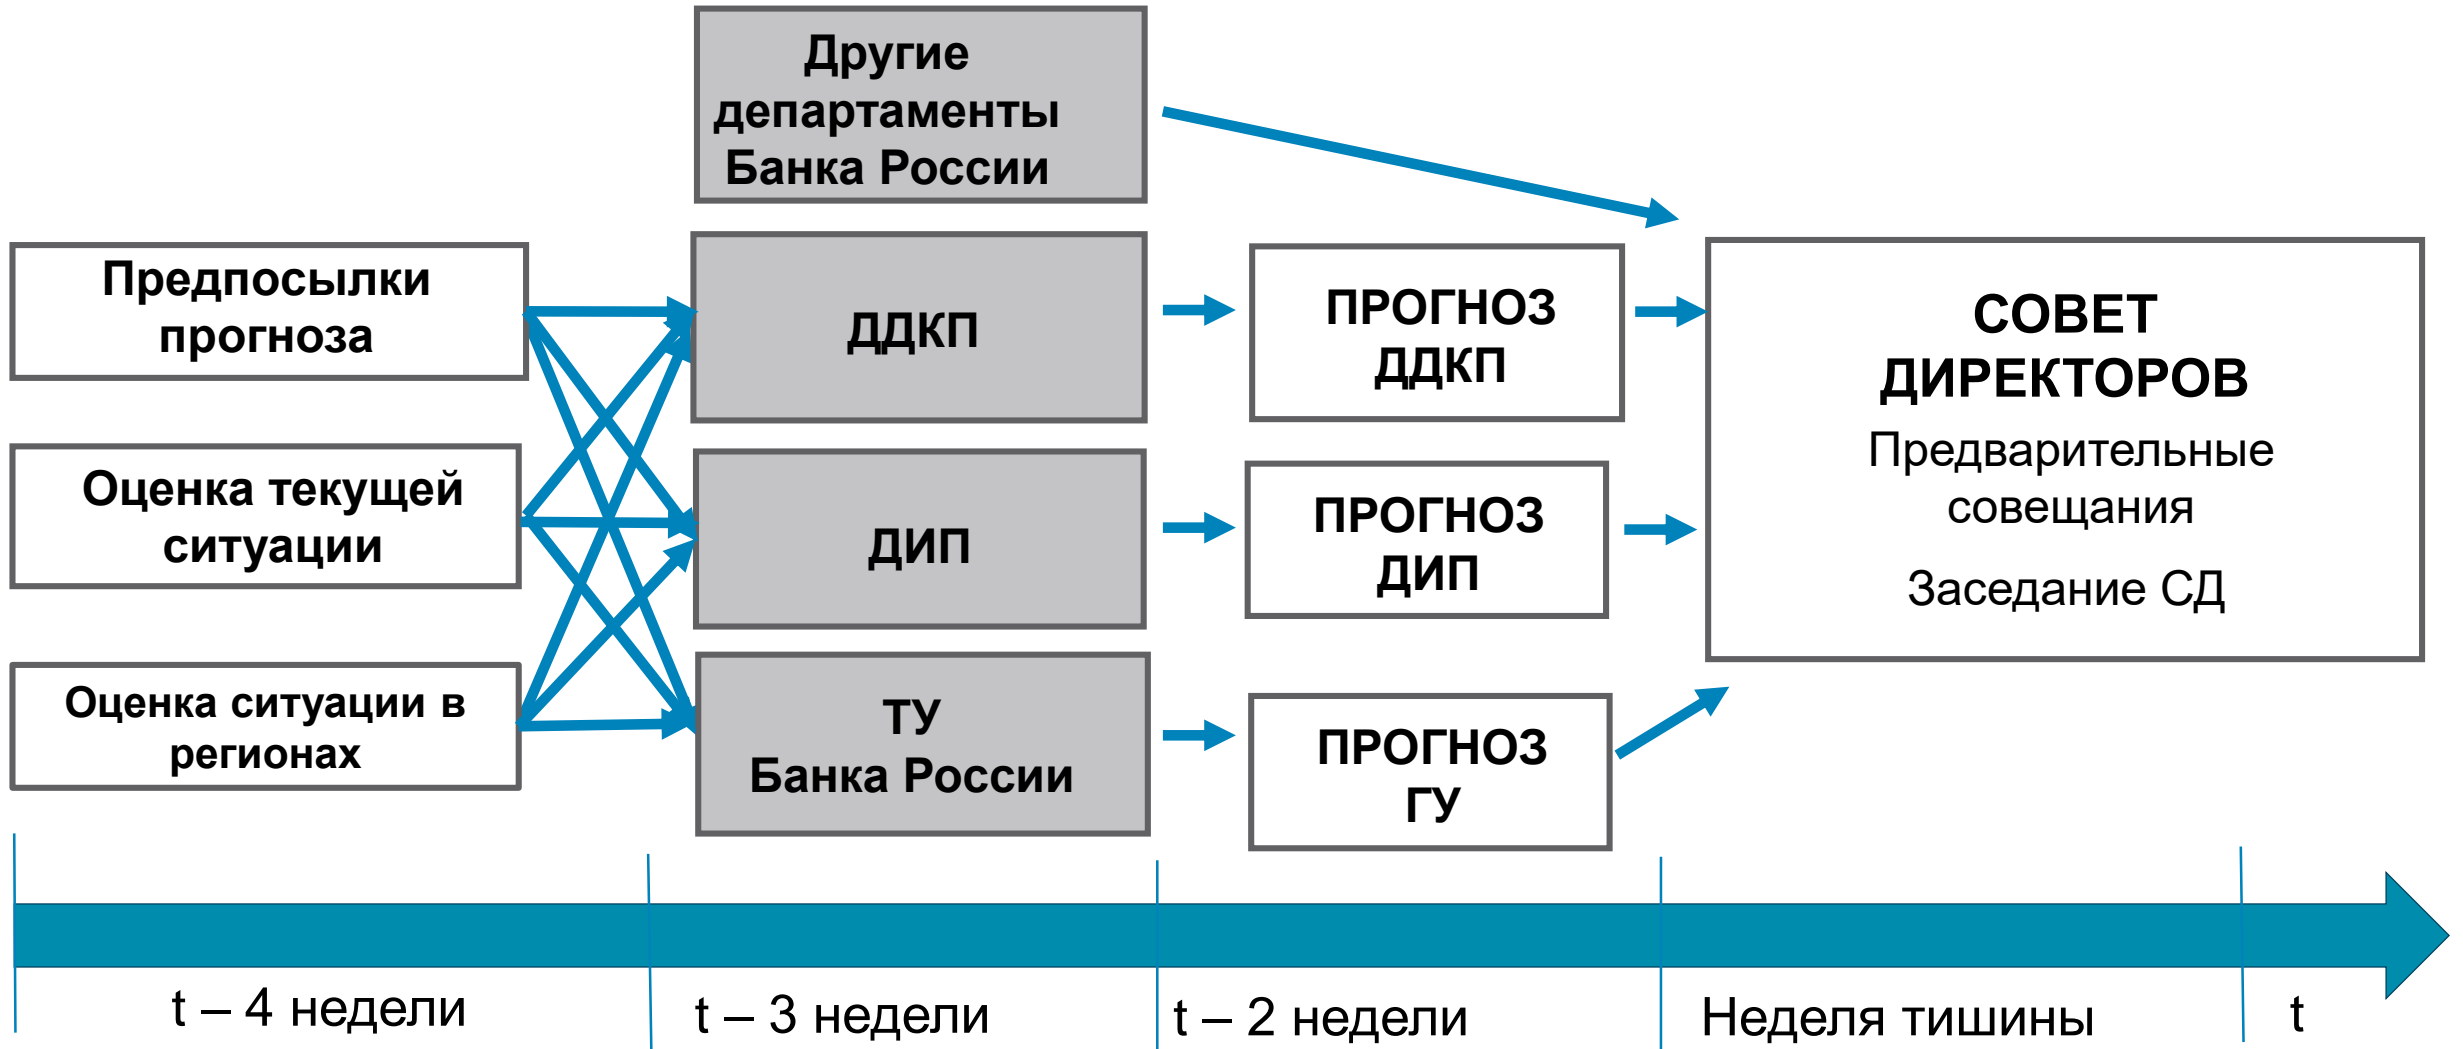 Другие
департаменты
Банка России
Предпосылки
прогноза
Оценка текущей
ситуации
Оценка ситуации в
регионах
ДДКП
ДИП
ТУ
Банка России
ПРОГНОЗ
ДДКП
ПРОГНОЗ
ДИП
ПРОГНОЗ
ГУ
СОВЕТ
ДИРЕКТОРОВ
Предварительные
совещания
Заседание СД
t – 4 недели
t – 3 недели
t – 2 недели
Неделя тишины
t